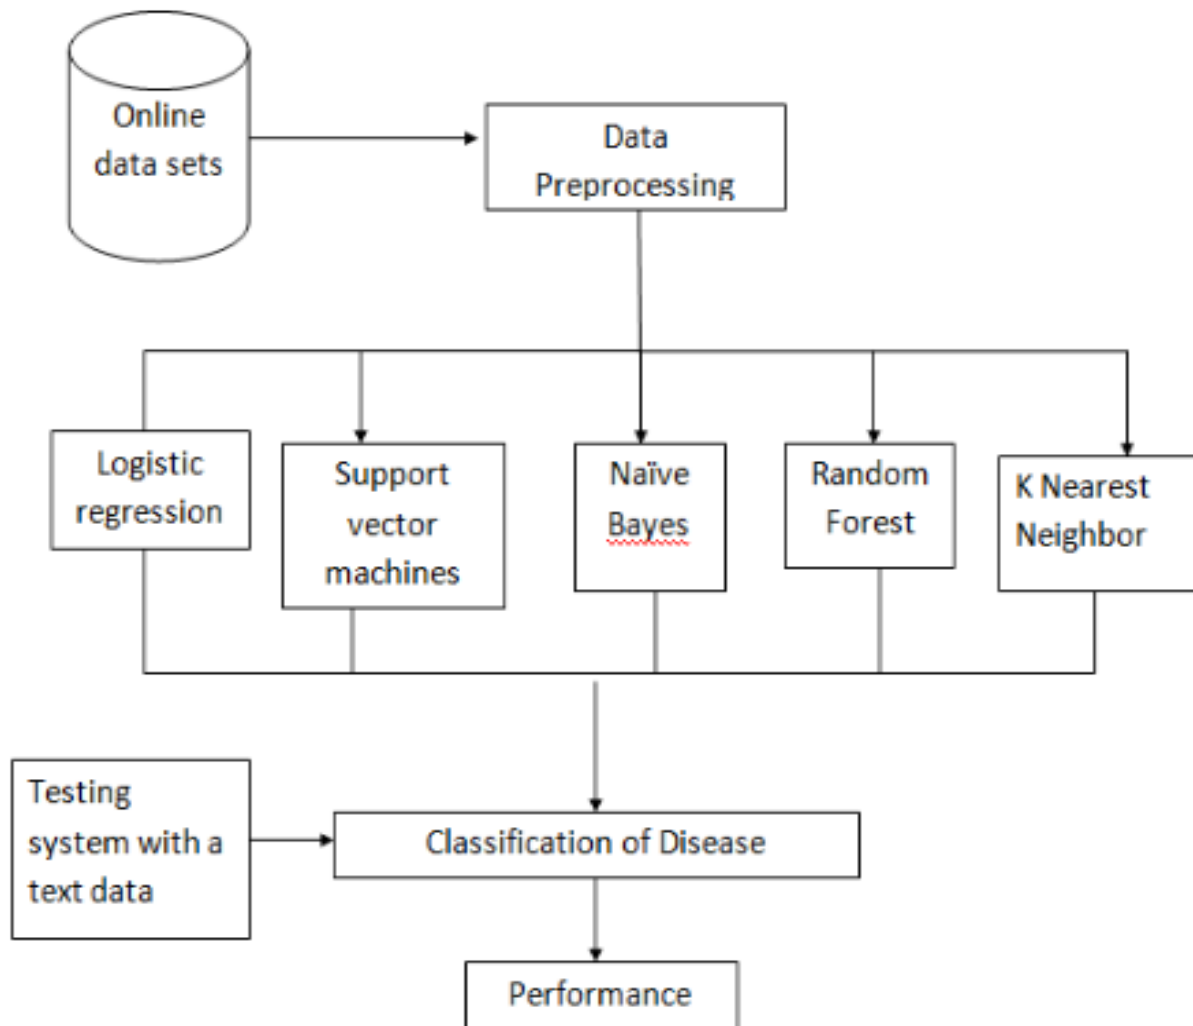 Online
data sets
Data
Preprocessing
Logistic
regression
Support
vector
machines
Naïve
Bayes
Random
Forest
K Nearest
Neighbor
Testing
system with a
text data
Classification of Disease
Performance